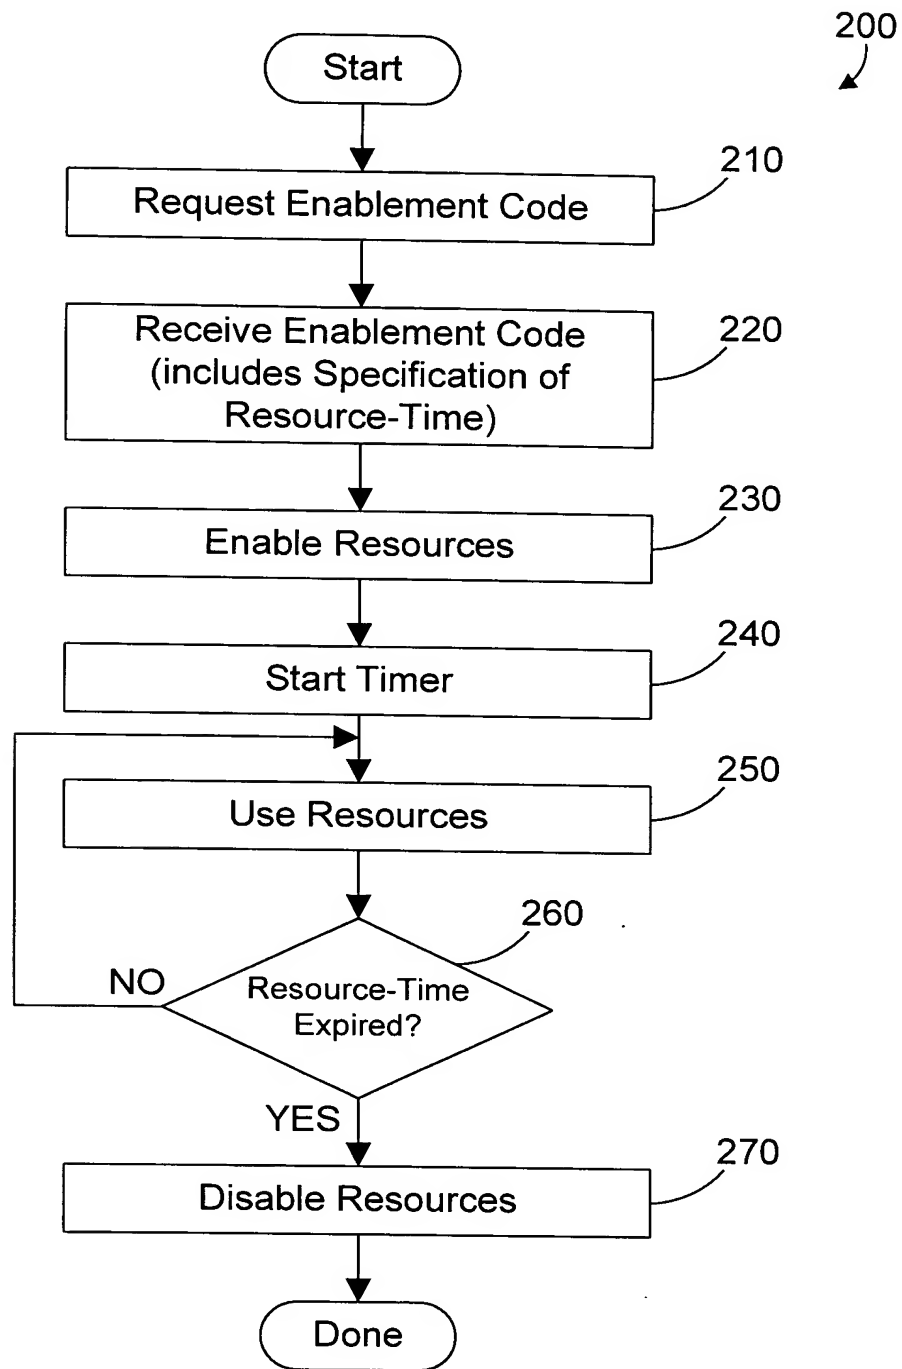 200
Start
210
Request Enablement Code
220
Receive Enablement Code
(includes Specification of
Resource-Time)
230
Enable Resources
240
Start Timer
250
Use Resources
260
NO
Resource-Time
Expired?
YES
270
Disable Resources
Done